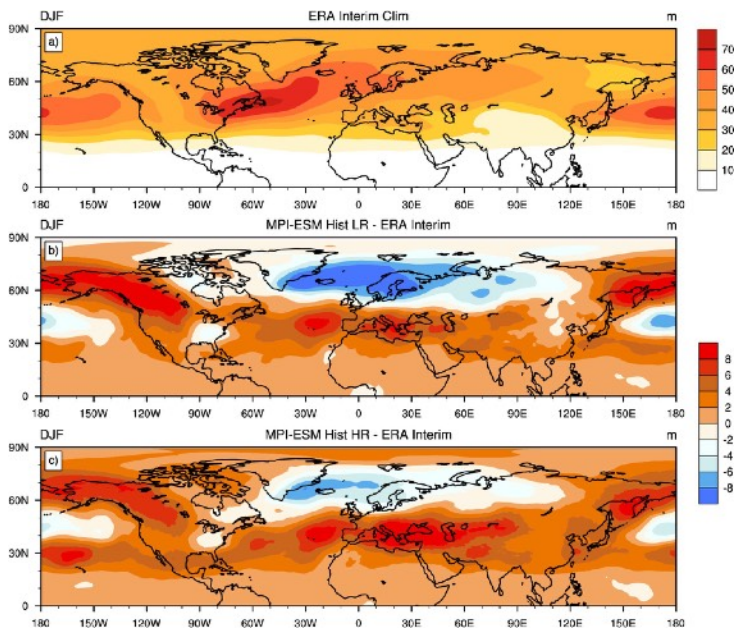 DJF ERA Interim Clim m
a)
90N
60N
30N
0
180 150W 120W 90W 60W 30W 0 30E 60E 90E 120E 150E 180
70
60
50
40
30
20
10
DJF MPI-ESM Hist LR - ERA Interim m
b)
90N
60N
30N
0
180 150W 120W 90W 60W 30W 0 30E 60E 90E 120E 150E 180
DJF MPI-ESM Hist HR - ERA Interim m
c)
90N
60N
30N
0
180 150W 120W 90W 60W 30W 0 30E 60E 90E 120E 150E 180
8
6
4
2
0
-2
-4
-6
-8